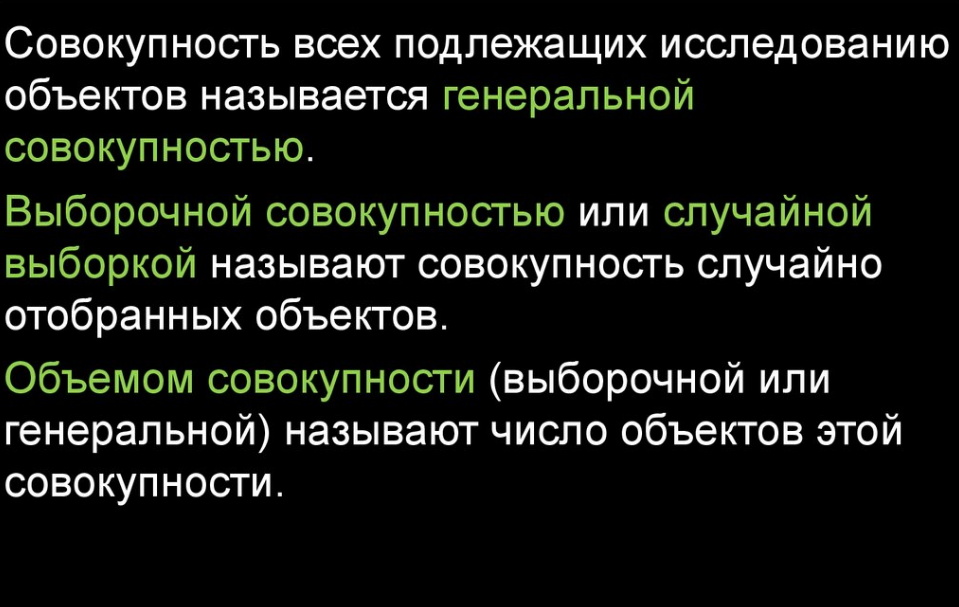 Совокупность всех подлежащих исследованию
объектов называется генеральной
совокупностью.
Выборочной совокупностью или случайной
выборкой называют совокупность случайно
отобранных объектов.
Объемом совокупности (выборочной или
генеральной) называют число объектов этой
совокупности.